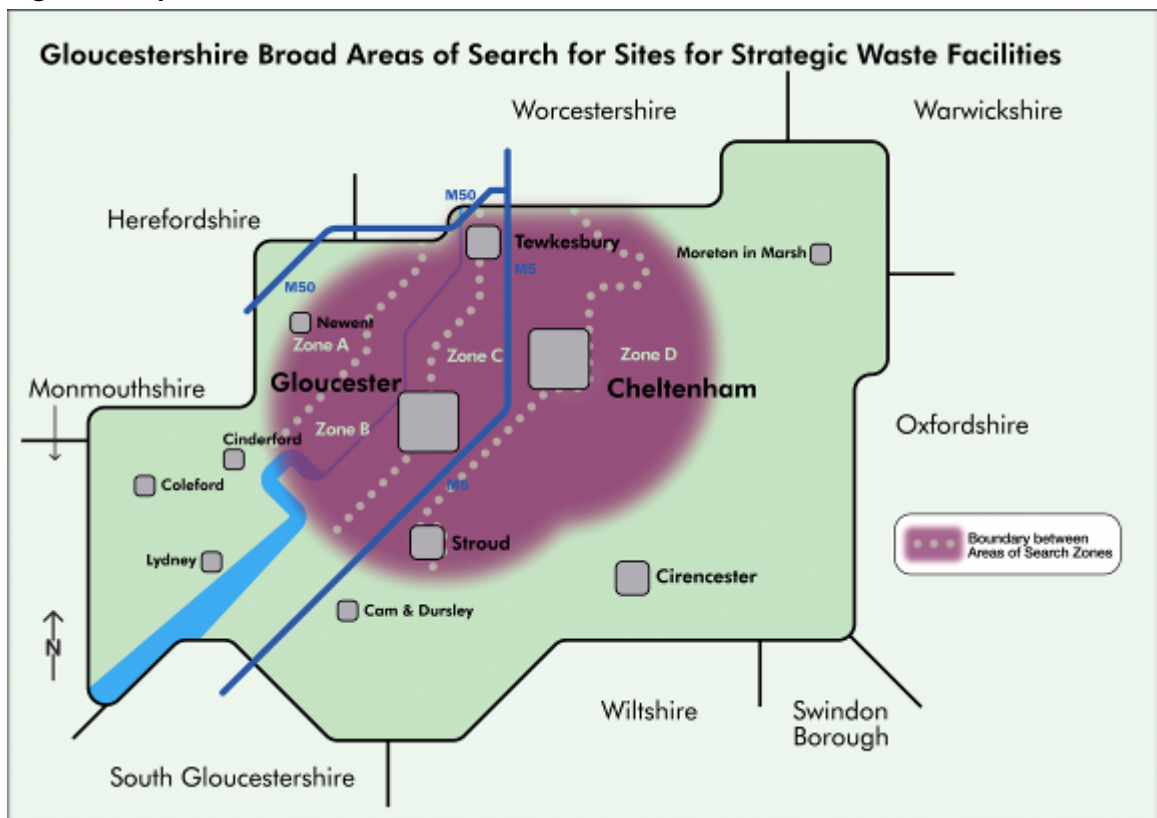 Gloucestershire Broad Areas of Search for Sites for Strategic Waste Facilities
Worcestershire
Warwickshire
M50
Herefordshire
Tewkesbury
Moreton in Marsh
M5
M50
Newent
Zone A
Zone C
Zone D
Gloucester
Cheltenham
Monmouthshire
Zone B
Oxfordshire
Cinderford
Coleford
M5
Boundary between
Areas of Search Zones
Stroud
Lydney
Cirencester
Cam & Dursley
N
Wiltshire
Swindon
Borough
South Gloucestershire